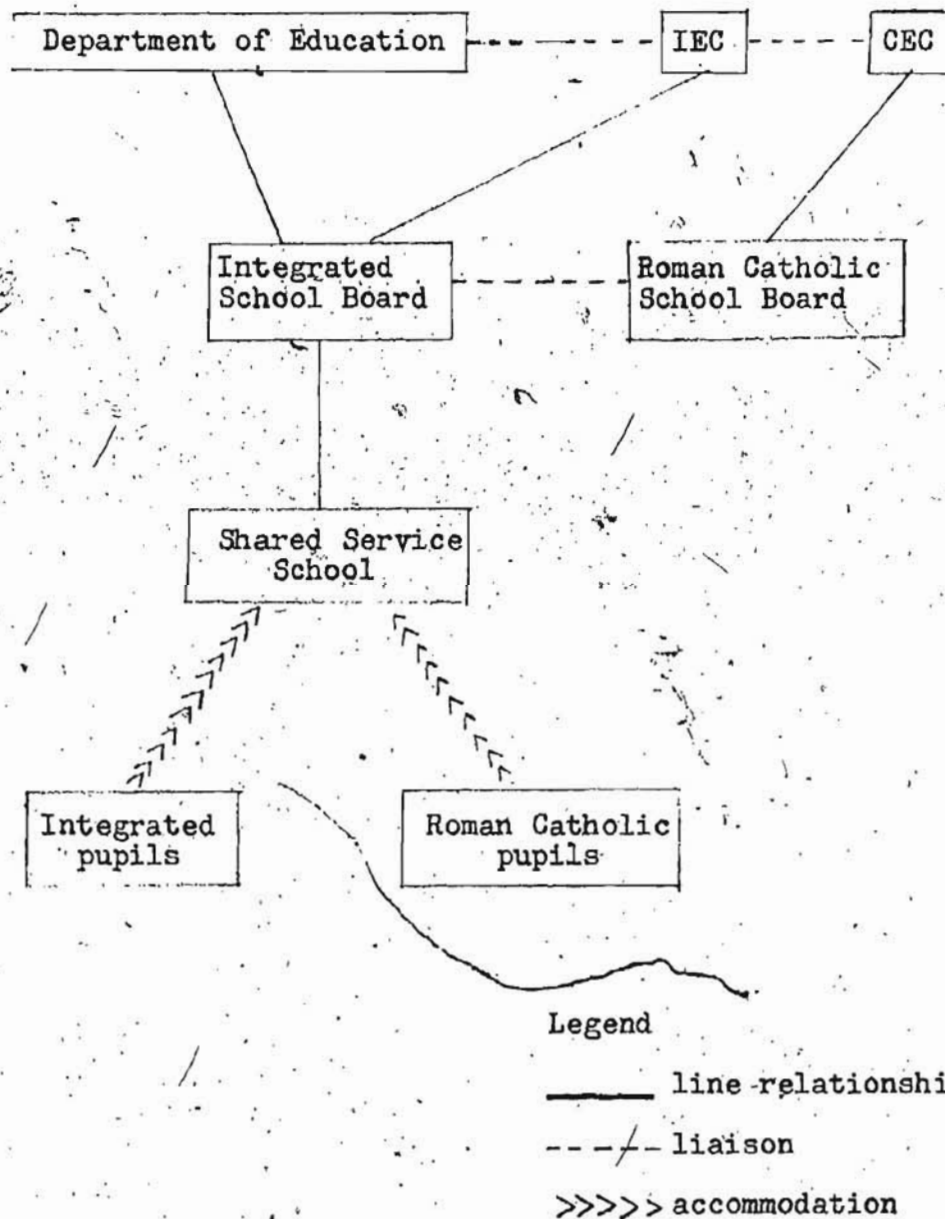 Department of Education
IEC
CEC
Integrated
School Board
Roman Catholic
School Board
Shared Service
School
Integrated
pupils
Roman Catholic
pupils
Legend
line relationshi
liaison
accommodation